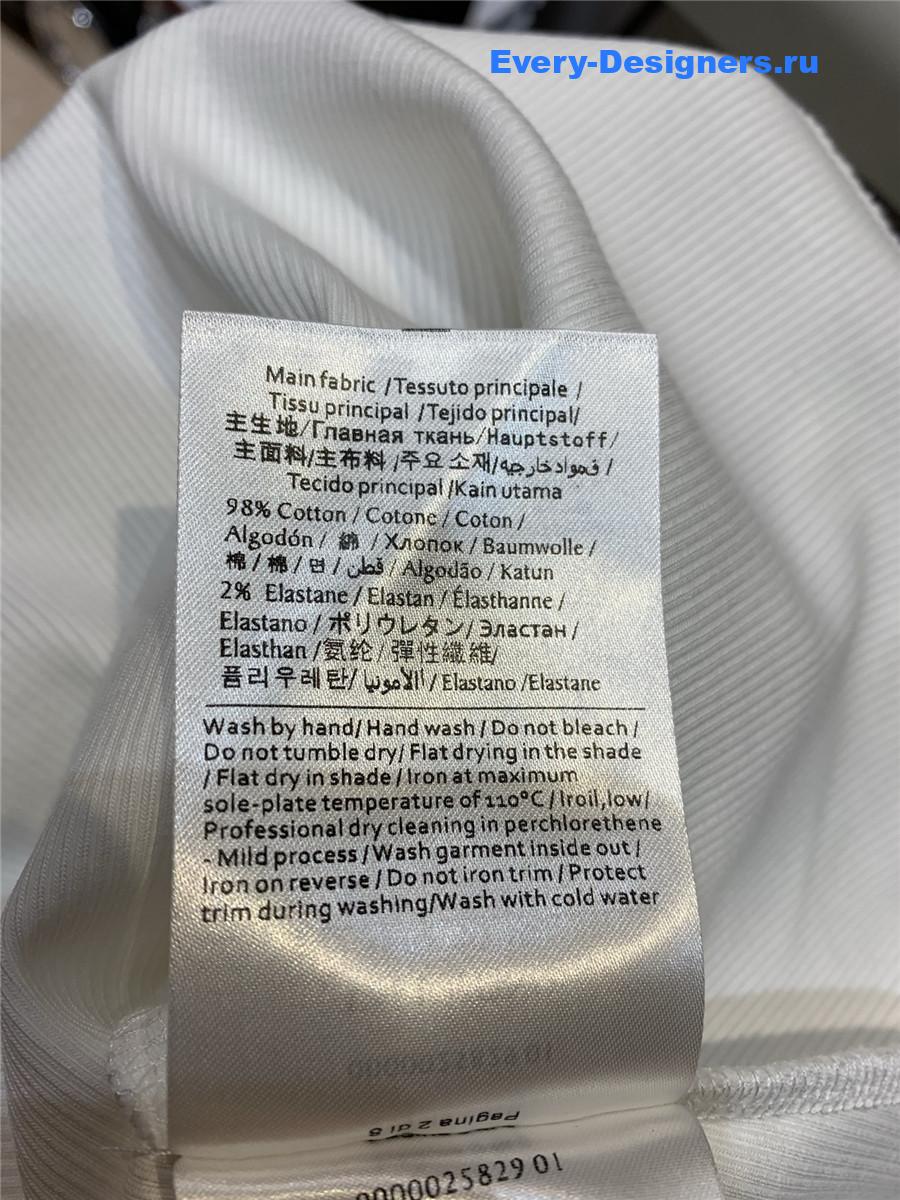 Every-Designers.ru
Main fabric /Tessuto principale /
Tissu principal /Tejido principal/
主生地/Главная ткань/Hauptstoff/
主面料/主布料 /주요 소재/فموادخارجيه /
Tecido principal /Kain utama
98% Cotton / Cotone / Coton /
Algodón / 綿 / Хлопок / Baumwolle /
棉 / 棉 / 면 / قطن / Algodão / Katun
2% Elastane / Elastan / Élasthanne /
Elastano / ポリウレタン/ Эластан /
Elasthan /氨纶/ 彈性纖維/
폼리우레탄/ الأمونيا / Elastano /Elastane
Wash by hand/ Hand wash / Do not bleach /
Do not tumble dry/ Flat drying in the shade
/ Flat dry in shade / Iron at maximum
sole-plate temperature of 110°C / Iroil,low/
Professional dry cleaning in perchlorethene
- Mild process / Wash garment inside out /
Iron on reverse / Do not iron trim / Protect
trim during washing/Wash with cold water
Pagina 2 di 8
0000025829 01